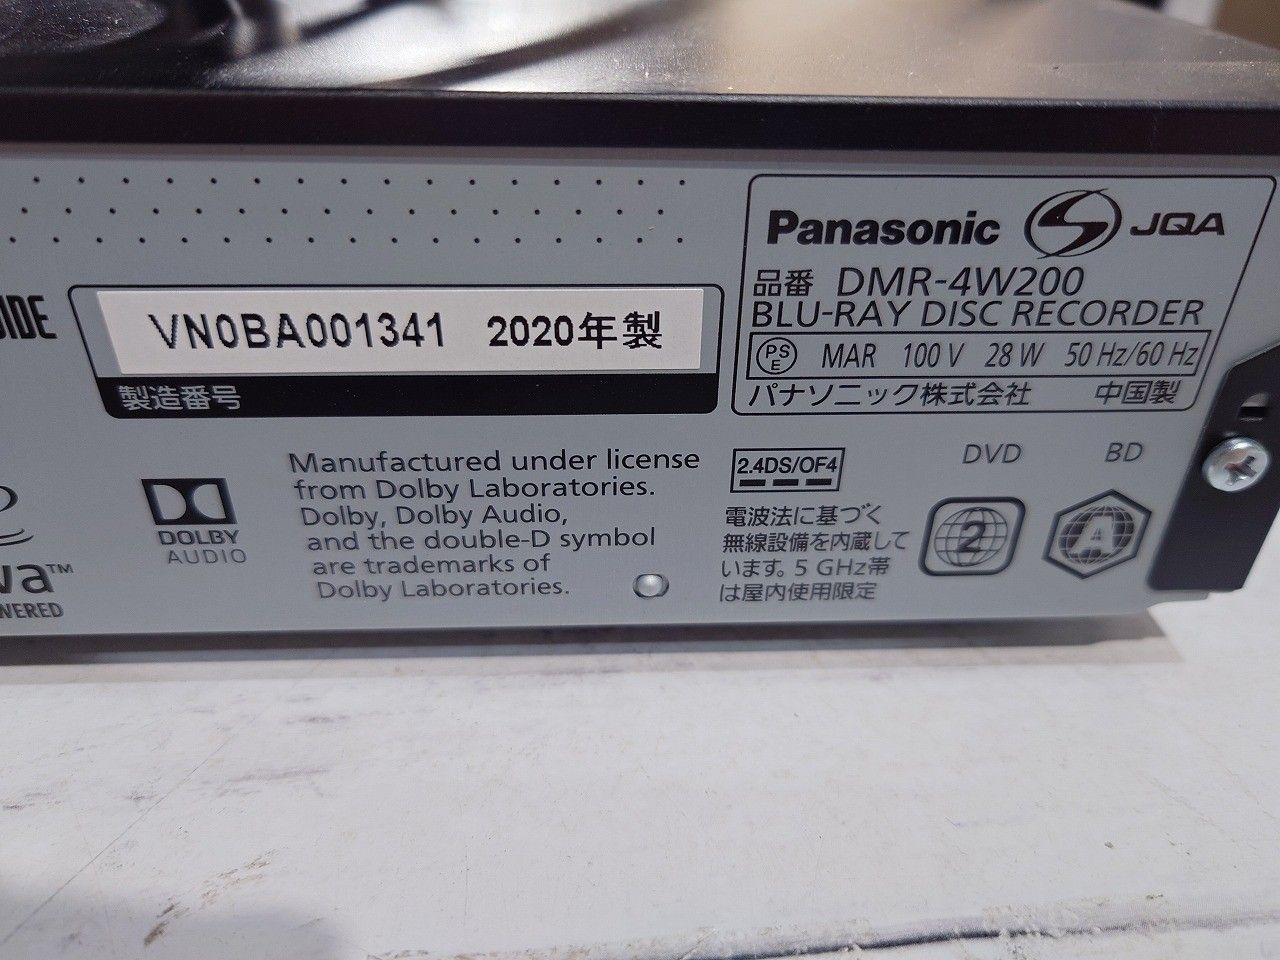 Panasonic JQA
品番 DMR-4W200
BLU-RAY DISC RECORDER
PS E MAR 100 V 28 W 50 Hz/60 Hz
パナソニック株式会社 中国製
VN0BA001341 2020年製
製造番号
DOLBY
AUDIO
Manufactured under license
from Dolby Laboratories.
Dolby, Dolby Audio,
and the double-D symbol
are trademarks of
Dolby Laboratories.
2.4DS/OF4
電波法に基づく
無線設備を内蔵して
います。5 GHz帯
は屋内使用限定
DVD
2
BD
A